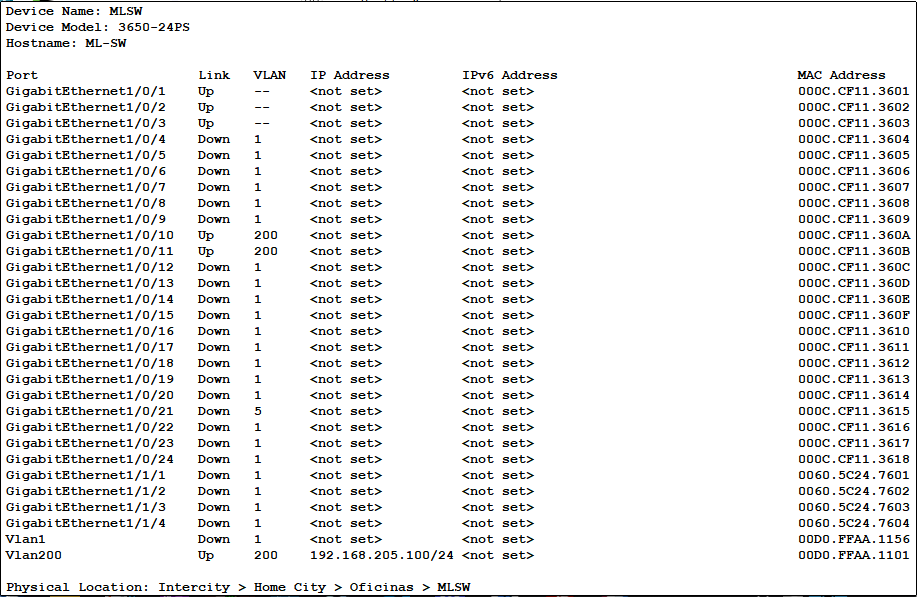 Device Name: MLSW
Device Model: 3650-24PS
Hostname: ML-SW
Port Link VLAN IP Address IPv6 Address MAC Address
GigabitEthernet1/0/1 Up -- <not set> <not set> 000C.CF11.3601
GigabitEthernet1/0/2 Up -- <not set> <not set> 000C.CF11.3602
GigabitEthernet1/0/3 Up -- <not set> <not set> 000C.CF11.3603
GigabitEthernet1/0/4 Down 1 <not set> <not set> 000C.CF11.3604
GigabitEthernet1/0/5 Down 1 <not set> <not set> 000C.CF11.3605
GigabitEthernet1/0/6 Down 1 <not set> <not set> 000C.CF11.3606
GigabitEthernet1/0/7 Down 1 <not set> <not set> 000C.CF11.3607
GigabitEthernet1/0/8 Down 1 <not set> <not set> 000C.CF11.3608
GigabitEthernet1/0/9 Down 1 <not set> <not set> 000C.CF11.3609
GigabitEthernet1/0/10 Up 200 <not set> <not set> 000C.CF11.360A
GigabitEthernet1/0/11 Up 200 <not set> <not set> 000C.CF11.360B
GigabitEthernet1/0/12 Down 1 <not set> <not set> 000C.CF11.360C
GigabitEthernet1/0/13 Down 1 <not set> <not set> 000C.CF11.360D
GigabitEthernet1/0/14 Down 1 <not set> <not set> 000C.CF11.360E
GigabitEthernet1/0/15 Down 1 <not set> <not set> 000C.CF11.360F
GigabitEthernet1/0/16 Down 1 <not set> <not set> 000C.CF11.3610
GigabitEthernet1/0/17 Down 1 <not set> <not set> 000C.CF11.3611
GigabitEthernet1/0/18 Down 1 <not set> <not set> 000C.CF11.3612
GigabitEthernet1/0/19 Down 1 <not set> <not set> 000C.CF11.3613
GigabitEthernet1/0/20 Down 1 <not set> <not set> 000C.CF11.3614
GigabitEthernet1/0/21 Down 5 <not set> <not set> 000C.CF11.3615
GigabitEthernet1/0/22 Down 1 <not set> <not set> 000C.CF11.3616
GigabitEthernet1/0/23 Down 1 <not set> <not set> 000C.CF11.3617
GigabitEthernet1/0/24 Down 1 <not set> <not set> 000C.CF11.3618
GigabitEthernet1/1/1 Down 1 <not set> <not set> 0060.5C24.7601
GigabitEthernet1/1/2 Down 1 <not set> <not set> 0060.5C24.7602
GigabitEthernet1/1/3 Down 1 <not set> <not set> 0060.5C24.7603
GigabitEthernet1/1/4 Down 1 <not set> <not set> 0060.5C24.7604
Vlan1 Down 1 <not set> <not set> 00D0.FFAA.1156
Vlan200 Up 200 192.168.205.100/24 <not set> 00D0.FFAA.1101
Physical Location: Intercity > Home City > Oficinas > MLSW